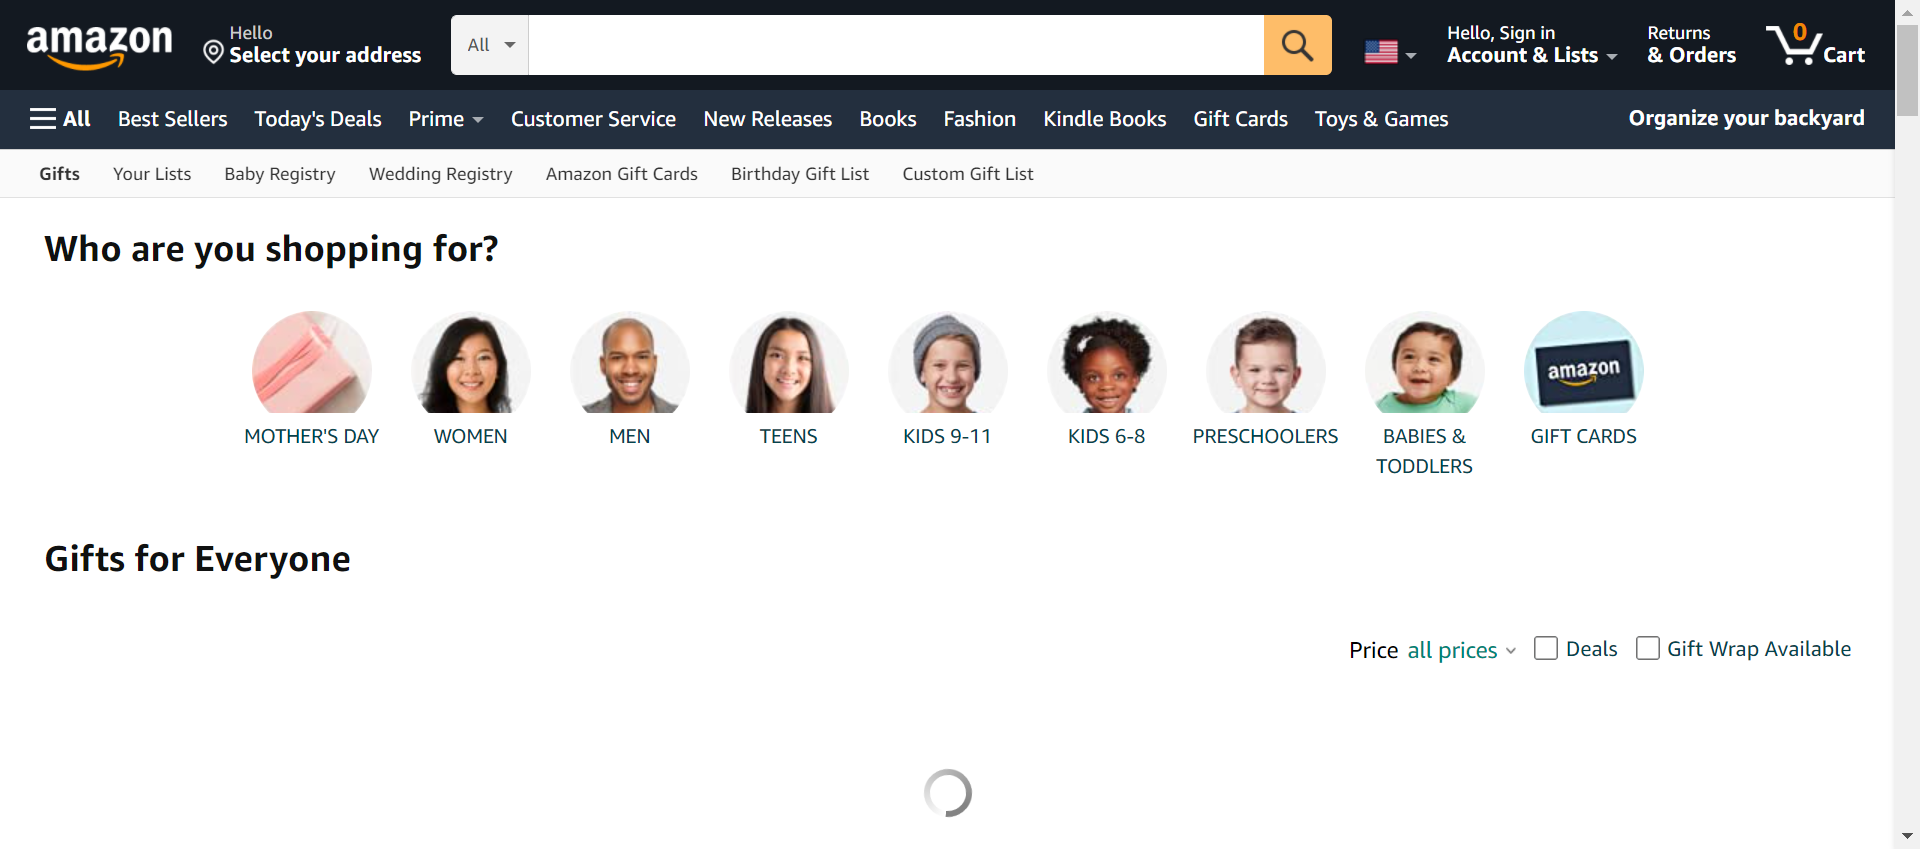 amazon
Hello
Select your address
All
Hello, Sign in
Account & Lists
Returns
& Orders
0
Cart
All
Best Sellers
Today's Deals
Prime
Customer Service
New Releases
Books
Fashion
Kindle Books
Gift Cards
Toys & Games
Organize your backyard
Gifts
Your Lists
Baby Registry
Wedding Registry
Amazon Gift Cards
Birthday Gift List
Custom Gift List
Who are you shopping for?
amazon
MOTHER'S DAY
WOMEN
MEN
TEENS
KIDS 9-11
KIDS 6-8
PRESCHOOLERS
BABIES &
TODDLERS
GIFT CARDS
Gifts for Everyone
Price all prices
Deals
Gift Wrap Available